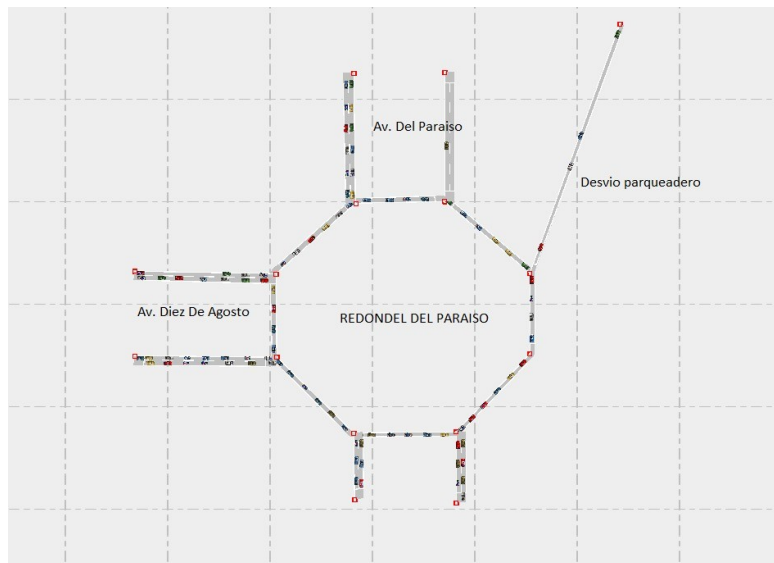 Av. Del Paraiso
Desvio parqueadero
Av. Diez De Agosto
REDONDEL DEL PARAISO